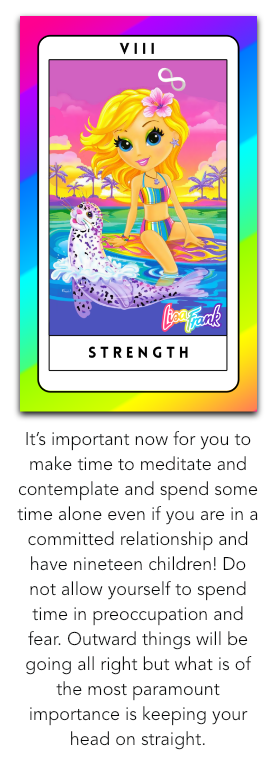 VIII
Lisa Frank
STRENGTH
It's important now for you to
make time to meditate and
contemplate and spend some
time alone even if you are in a
committed relationship and
have nineteen children! Do
not allow yourself to spend
time in preoccupation and
fear. Outward things will be
going all right but what is of
the most paramount
importance is keeping your
head on straight.